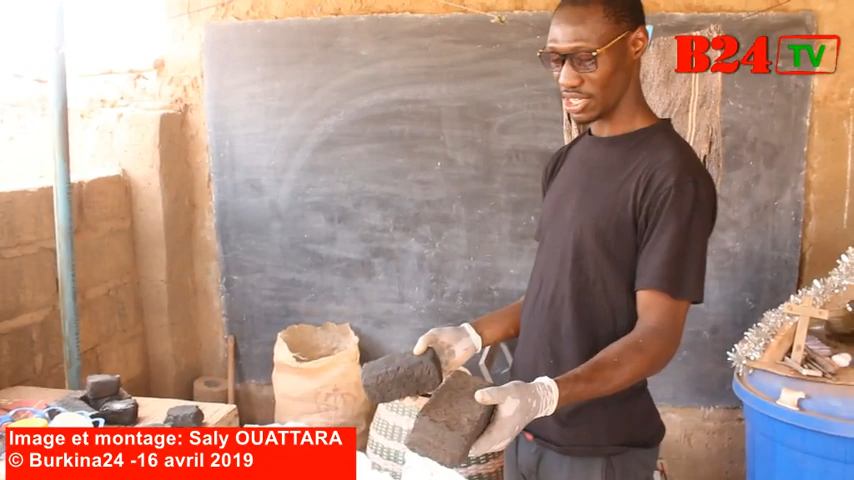 B24
TV
Image et montage: Saly OUATTARA
© Burkina24 -16 avril 2019